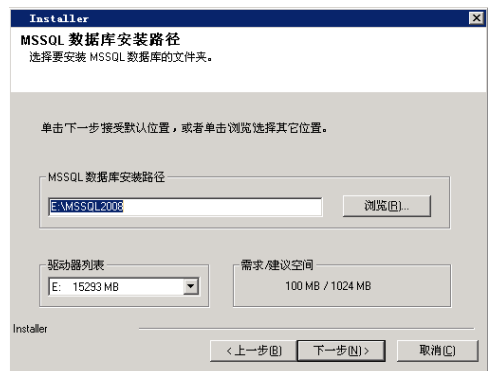 Installer
MSSQL 数据库安装路径
选择要安装 MSSQL 数据库的文件夹。
单击'下一步'接受默认位置，或者单击'浏览'选择其它位置。
MSSQL 数据库安装路径
E:\MSSQL2008
浏览(R)...
驱动器列表
需求/建议空间
E: 15293 MB
100 MB / 1024 MB
Installer
<上一步(B)
下一步(N)>
取消(C)